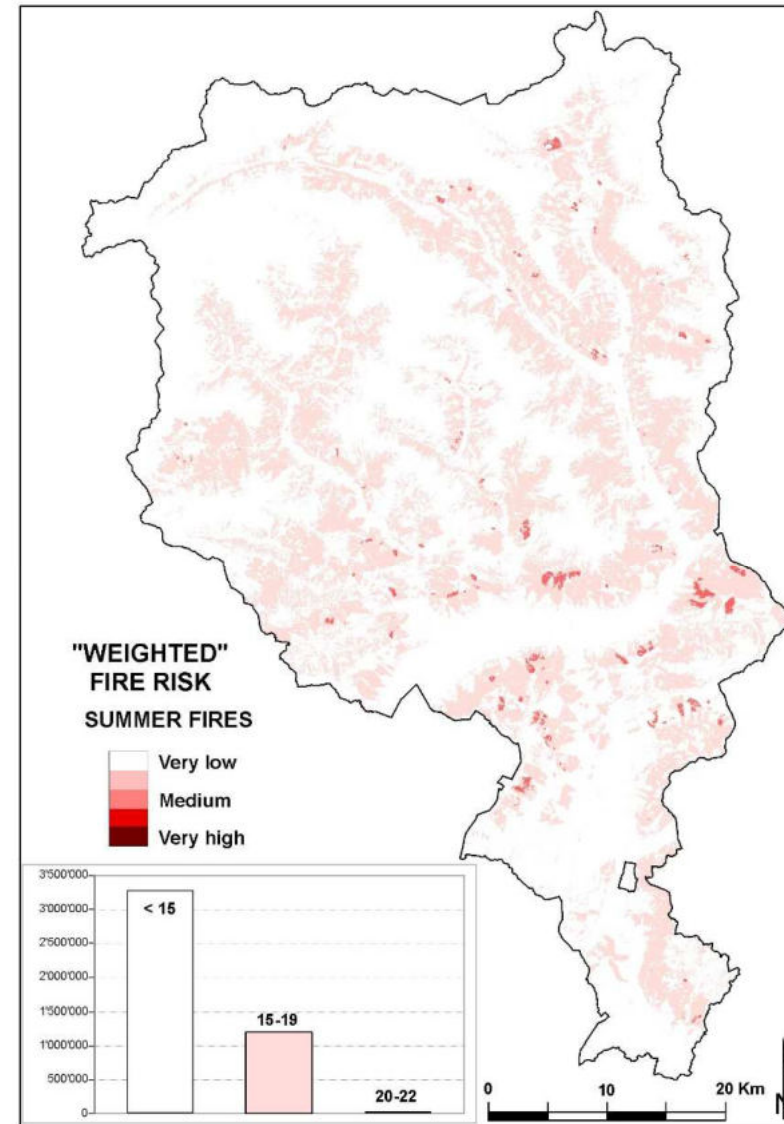 "WEIGHTED"
FIRE RISK
SUMMER FIRES
Very low
Medium
Very high
3'500'000
3'000'000
2'500'000
2'000'000
1'500'000
1'000'000
500'000
0
< 15
15-19
20-22
0 10 20 Km
N